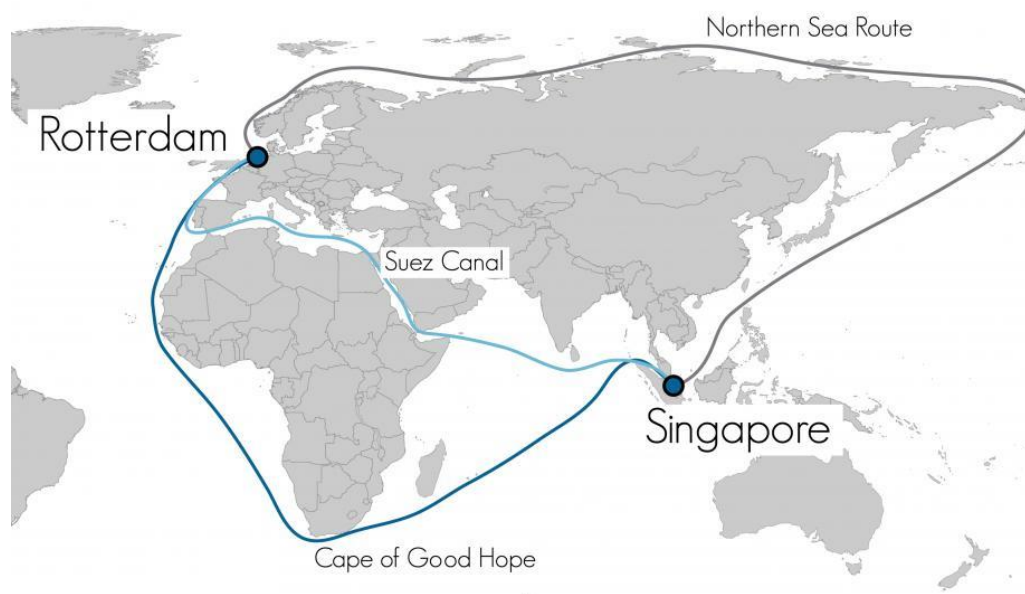 Northern Sea Route
Rotterdam
Suez Canal
Singapore
Cape of Good Hope